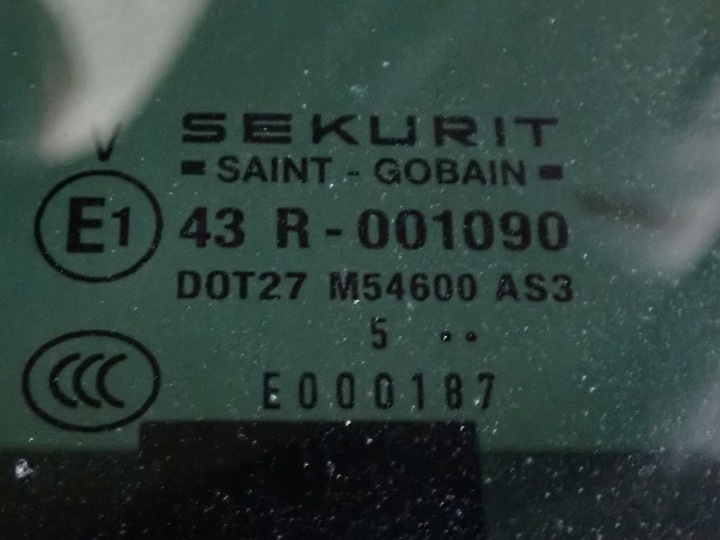 SEKURIT
SAINT - GOBAIN
V
E1 43 R - 001090
DOT27 M54600 AS3
5 ..
CCC E000187